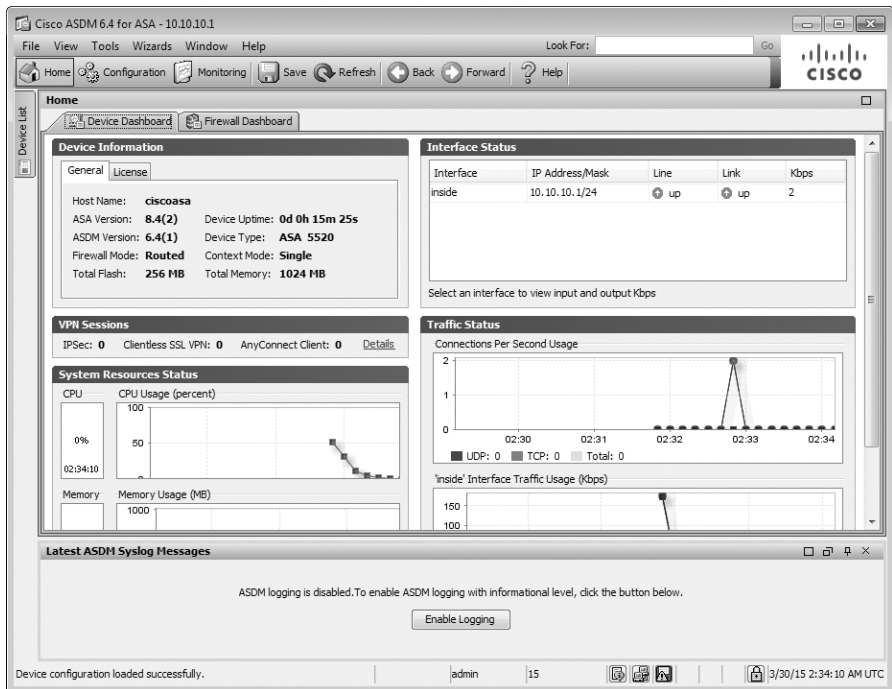 Cisco ASDM 6.4 for ASA - 10.10.10.1
File View Tools Wizards Window Help Look For: Go
Home Configuration Monitoring Save Refresh Back Forward Help
CISCO
Device List
Home
Device Dashboard Firewall Dashboard
Device Information
General License
Host Name: ciscoasa
ASA Version: 8.4(2) Device Uptime: 0d 0h 15m 25s
ASDM Version: 6.4(1) Device Type: ASA 5520
Firewall Mode: Routed Context Mode: Single
Total Flash: 256 MB Total Memory: 1024 MB
Interface Status
Interface IP Address/Mask Line Link Kbps
inside 10.10.10.1/24 up up 2
Select an interface to view input and output Kbps
VPN Sessions
IPSec: 0 Clientless SSL VPN: 0 AnyConnect Client: 0 Details
System Resources Status
CPU CPU Usage (percent)
100
0% 50
02:34:10 0
Memory Memory Usage (MB)
1000
Traffic Status
Connections Per Second Usage
2
1
0
02:30 02:31 02:32 02:33 02:34
UDP: 0 TCP: 0 Total: 0
'inside' Interface Traffic Usage (Kbps)
150
100
Latest ASDM Syslog Messages
ASDM logging is disabled.To enable ASDM logging with informational level, click the button below.
Enable Logging
Device configuration loaded successfully. admin 15 3/30/15 2:34:10 AM UTC